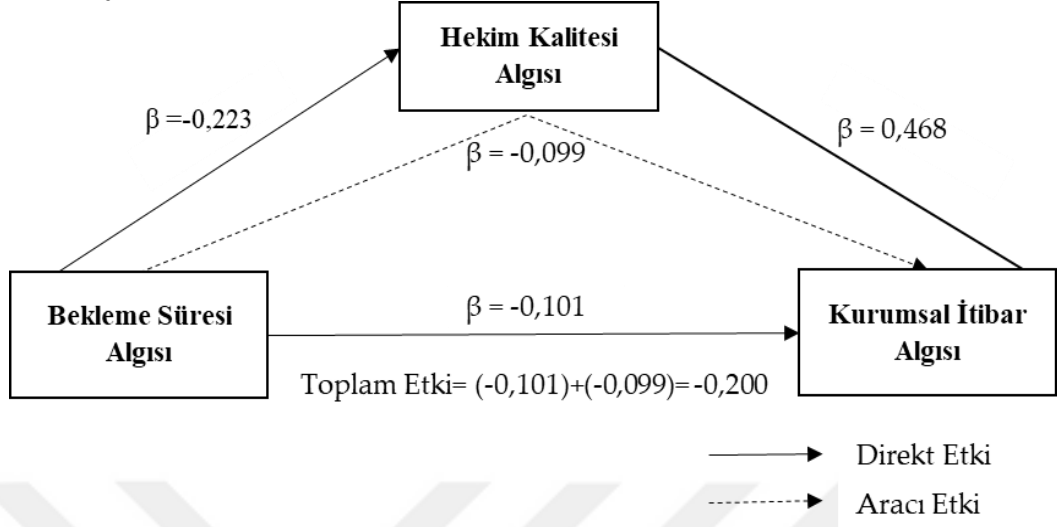 Hekim Kalitesi
Algısı
β =-0,223
β = 0,468
β = -0,099
Bekleme Süresi
Algısı
β = -0,101
Kurumsal İtibar
Algısı
Toplam Etki= (-0,101)+(-0,099)= -0,200
Direkt Etki
Aracı Etki